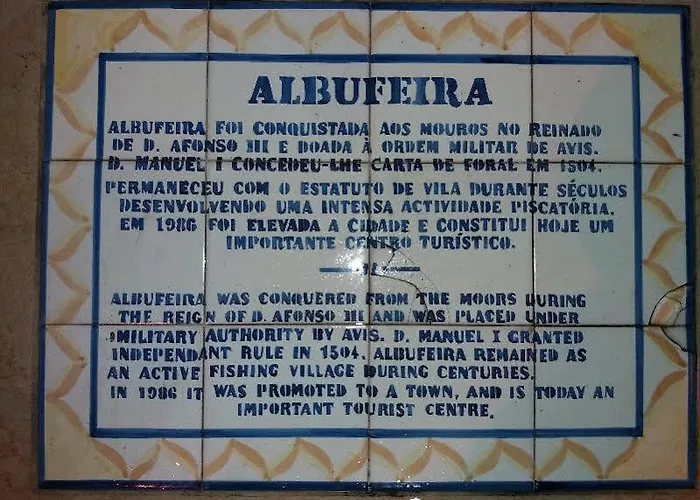 ALBUFEIRA
ALBUFEIRA FOI CONQUISTADA AOS MOUROS NO REINADO
DE D. AFONSO III E DOADA À ORDEM MILITAR DE AVIS.
D. MANUEL I CONCEDEU-LHE CARTA DE FORAL EM 1504.
PERMANECEU COM O ESTATUTO DE VILA DURANTE SÉCULOS
DESENVOLVENDO UMA INTENSA ACTIVIDADE PISCATÓRIA.
EM 1986 FOI ELEVADA A CIDADE E CONSTITUI HOJE UM
IMPORTANTE CENTRO TURÍSTICO.
ALBUFEIRA WAS CONQUERED FROM THE MOORS DURING
THE REIGN OF D. AFONSO III AND WAS PLACED UNDER
MILITARY AUTHORITY BY AVIS. D. MANUEL I GRANTED
INDEPENDANT RULE IN 1504. ALBUFEIRA REMAINED AS
AN ACTIVE FISHING VILLAGE DURING CENTURIES.
IN 1986 IT WAS PROMOTED TO A TOWN, AND IS TODAY AN
IMPORTANT TOURIST CENTRE.